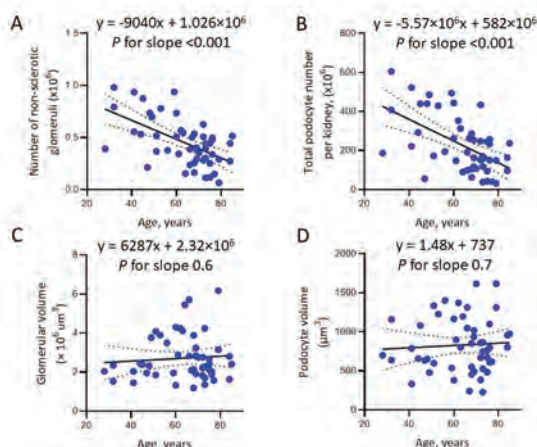 A
y = -9040x + 1.026×10⁶
P for slope <0.001
Number of non-sclerotic
glomeruli (x10⁶)
1.0
0.5
0.0
20 40 60 80
Age, years
B
y = -5.57×10⁶x + 582×10⁶
P for slope <0.001
Total podocyte number
per kidney, (x10⁶)
800
600
400
200
0
20 40 60 80
Age, years
C
y = 6287x + 2.32×10⁶
P for slope 0.6
Glomerular volume
(× 10⁶ um³)
8
6
4
2
0
20 40 60 80
Age, years
D
y = 1.48x + 737
P for slope 0.7
Podocyte volume
(μm³)
2000
1500
1000
500
0
20 40 60 80
Age, years